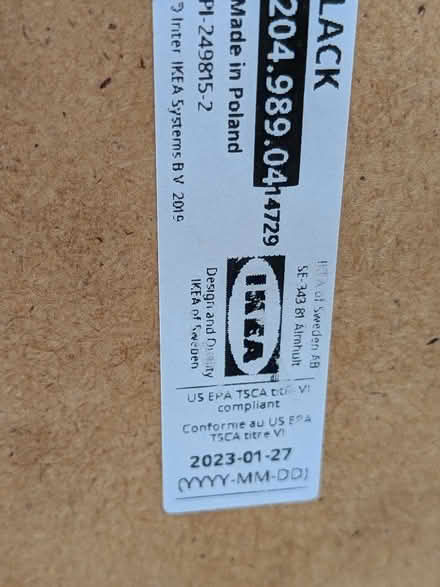 LACK
204.989.04 14729
Made in Poland
PI-249815-2
© Inter IKEA Systems B.V. 2019
IKEA of Sweden AB
SE-343 81 Älmhult
IKEA
Design and Quality
IKEA of Sweden
US EPA TSCA title VI
compliant
Conforme au US EPA
TSCA titre VI
2023-01-27
(YYYY-MM-DD)